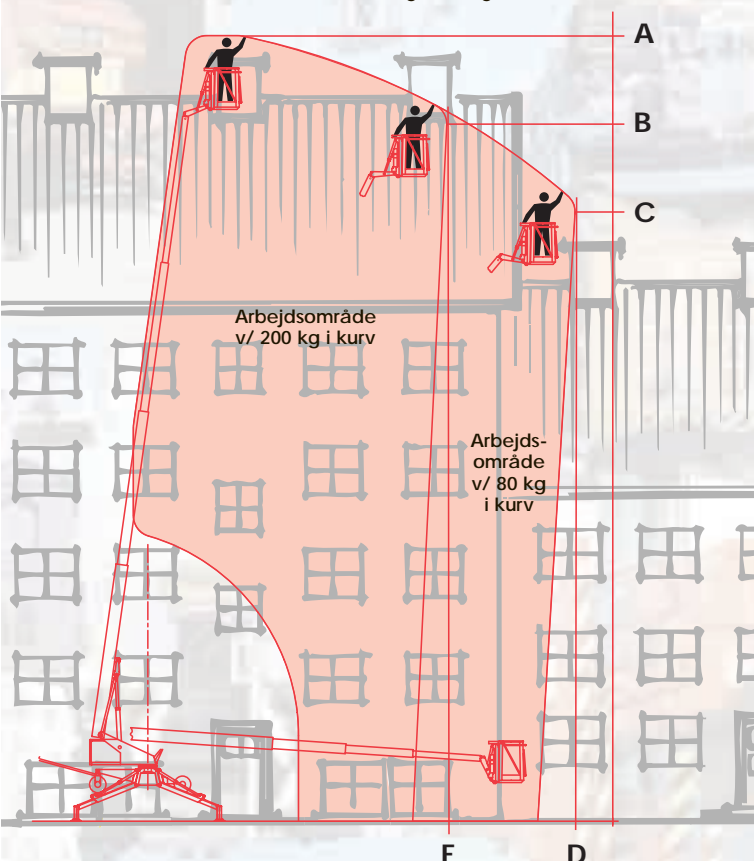 A
B
C
Arbejdsområde
v/ 200 kg i kurv
Arbejds-
område
v/ 80 kg
i kurv
D